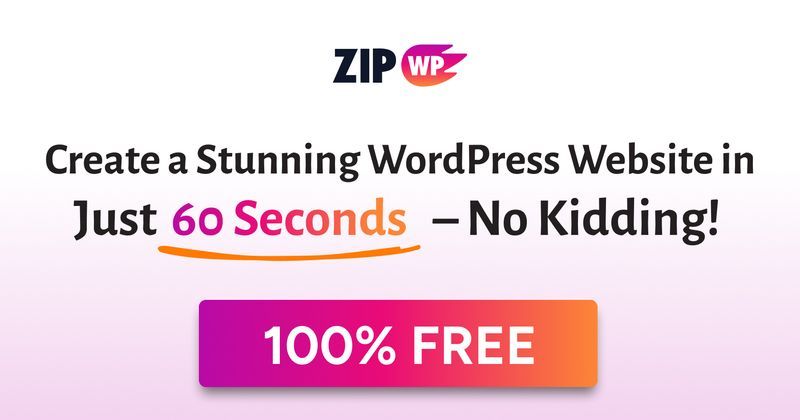 ZIP WP
Create a Stunning WordPress Website in
Just 60 Seconds – No Kidding!
100% FREE